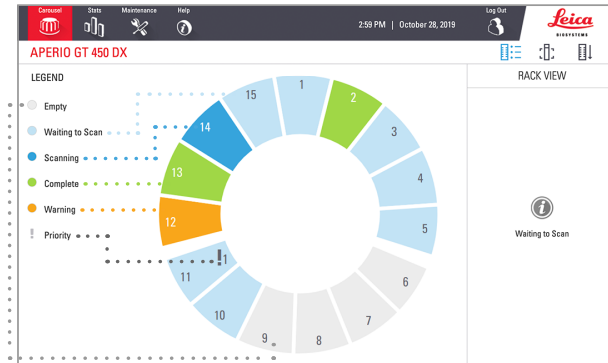 Carousel Stats Maintenance Help 2:59 PM | October 28, 2019 Log Out
Leica
BIOSYSTEMS
APERIO GT 450 DX
LEGEND
RACK VIEW
Empty
Waiting to Scan
Scanning
Complete
Warning
! Priority
1
2
3
4
5
6
7
8
9
10
11
! 1
12
13
14
15
i
Waiting to Scan